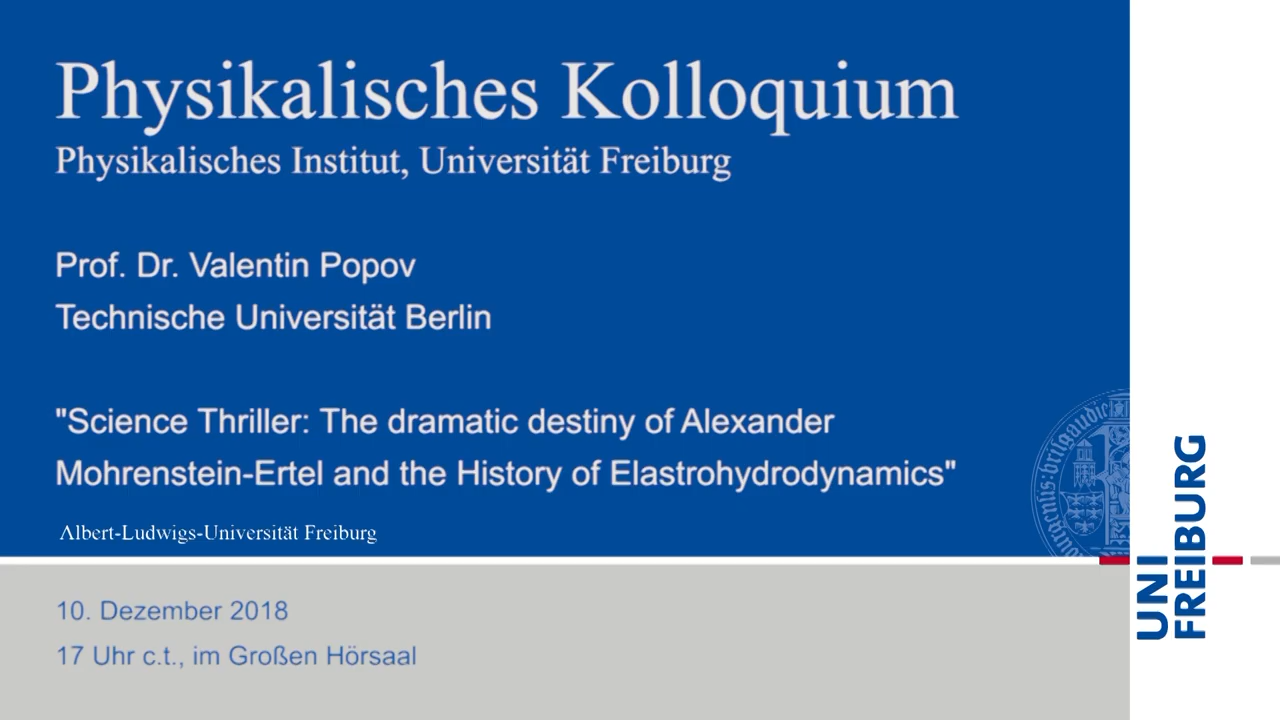 Physikalisches Kolloquium
Physikalisches Institut, Universität Freiburg
Prof. Dr. Valentin Popov
Technische Universität Berlin
"Science Thriller: The dramatic destiny of Alexander
Mohrenstein-Ertel and the History of Elastrohydrodynamics"
Albert-Ludwigs-Universität Freiburg
10. Dezember 2018
17 Uhr c.t., im Großen Hörsaal
UNI
FREIBURG